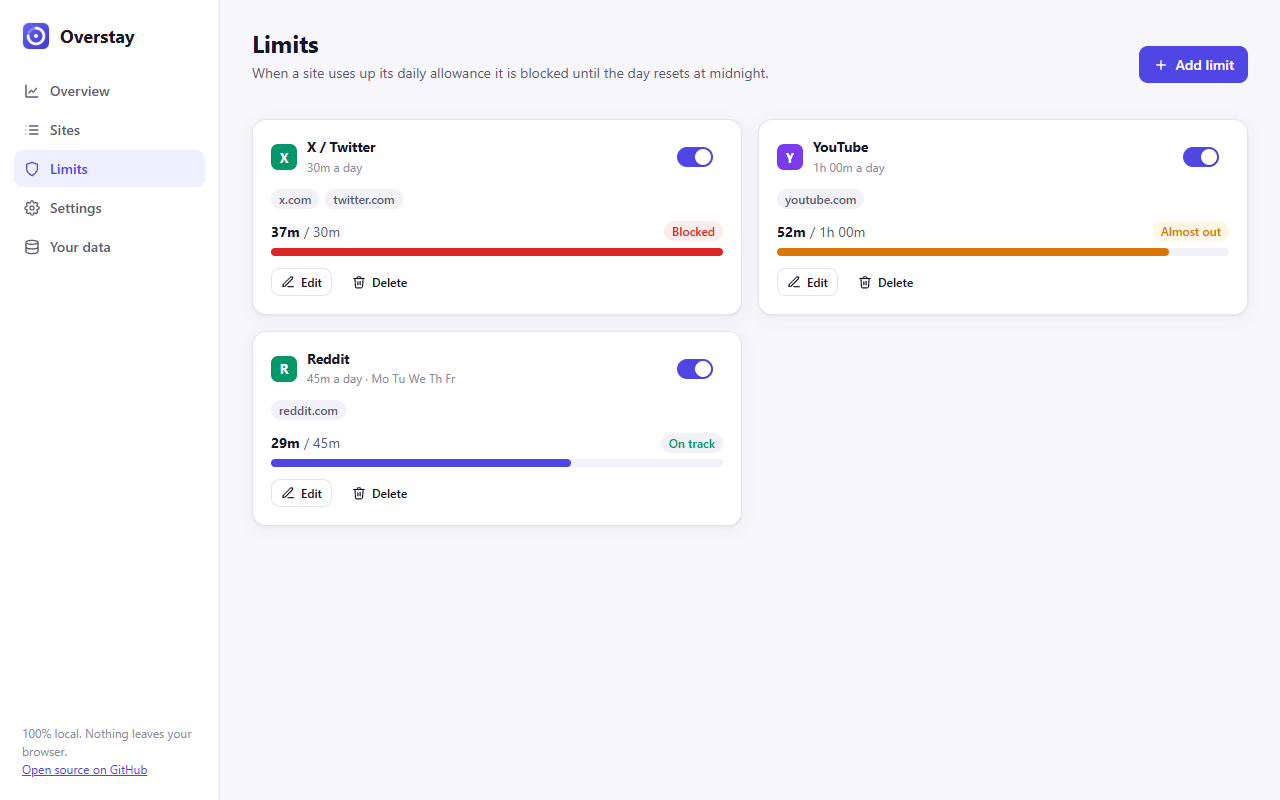 Overstay
Overview
Sites
Limits
Settings
Your data
100% local. Nothing leaves your
browser.
Open source on GitHub
Limits
When a site uses up its daily allowance it is blocked until the day resets at midnight.
+ Add limit
X
X / Twitter
30m a day
x.com twitter.com
37m / 30m Blocked
Edit Delete
Y
YouTube
1h 00m a day
youtube.com
52m / 1h 00m Almost out
Edit Delete
R
Reddit
45m a day · Mo Tu We Th Fr
reddit.com
29m / 45m On track
Edit Delete